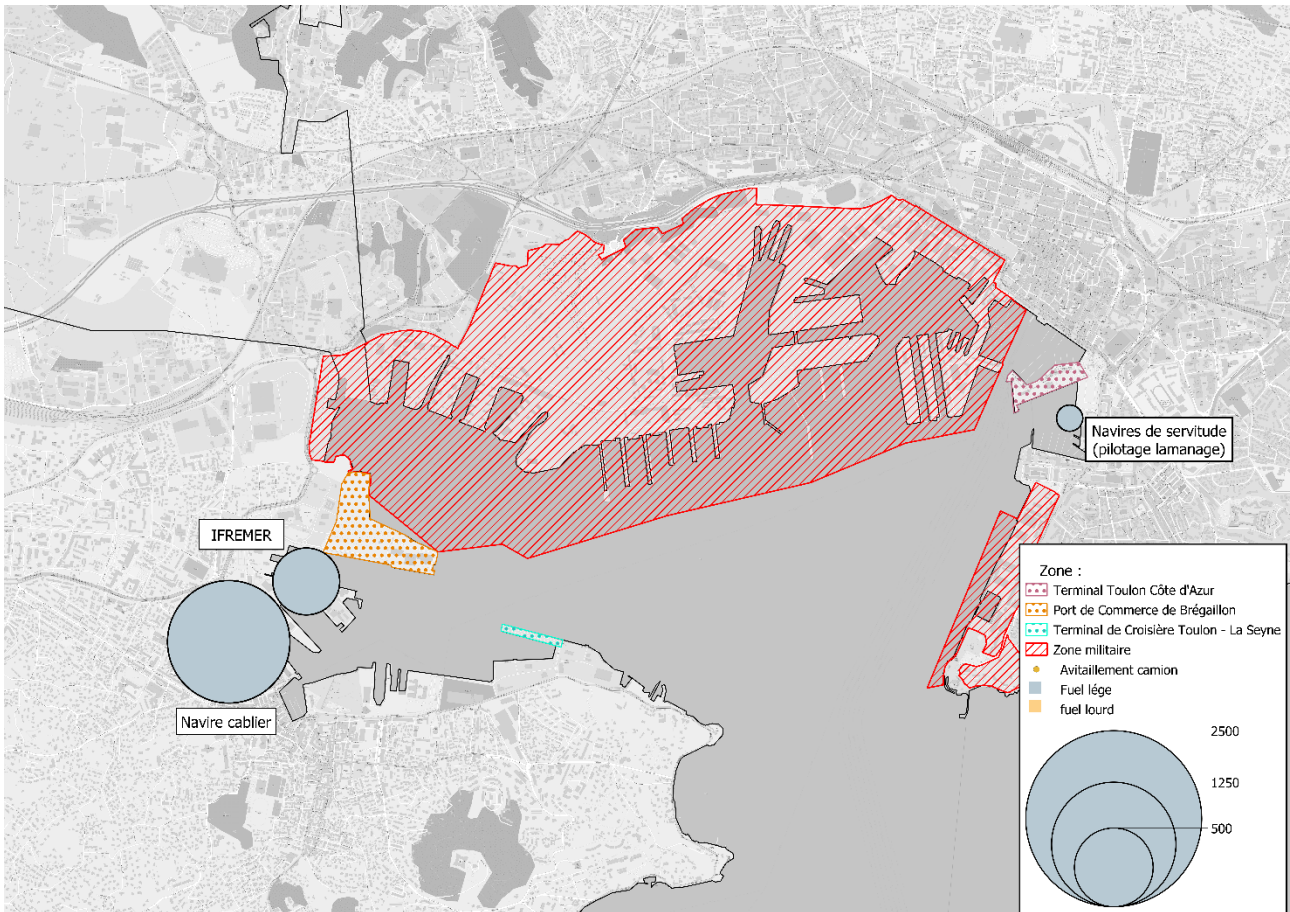 Navires de servitude
(pilotage lamanage)
IFREMER
Navire cablier
Zone :
Terminal Toulon Côte d'Azur
Port de Commerce de Brégaillon
Terminal de Croisière Toulon - La Seyne
Zone militaire
Avitaillement camion
Fuel lége
fuel lourd
2500
1250
500